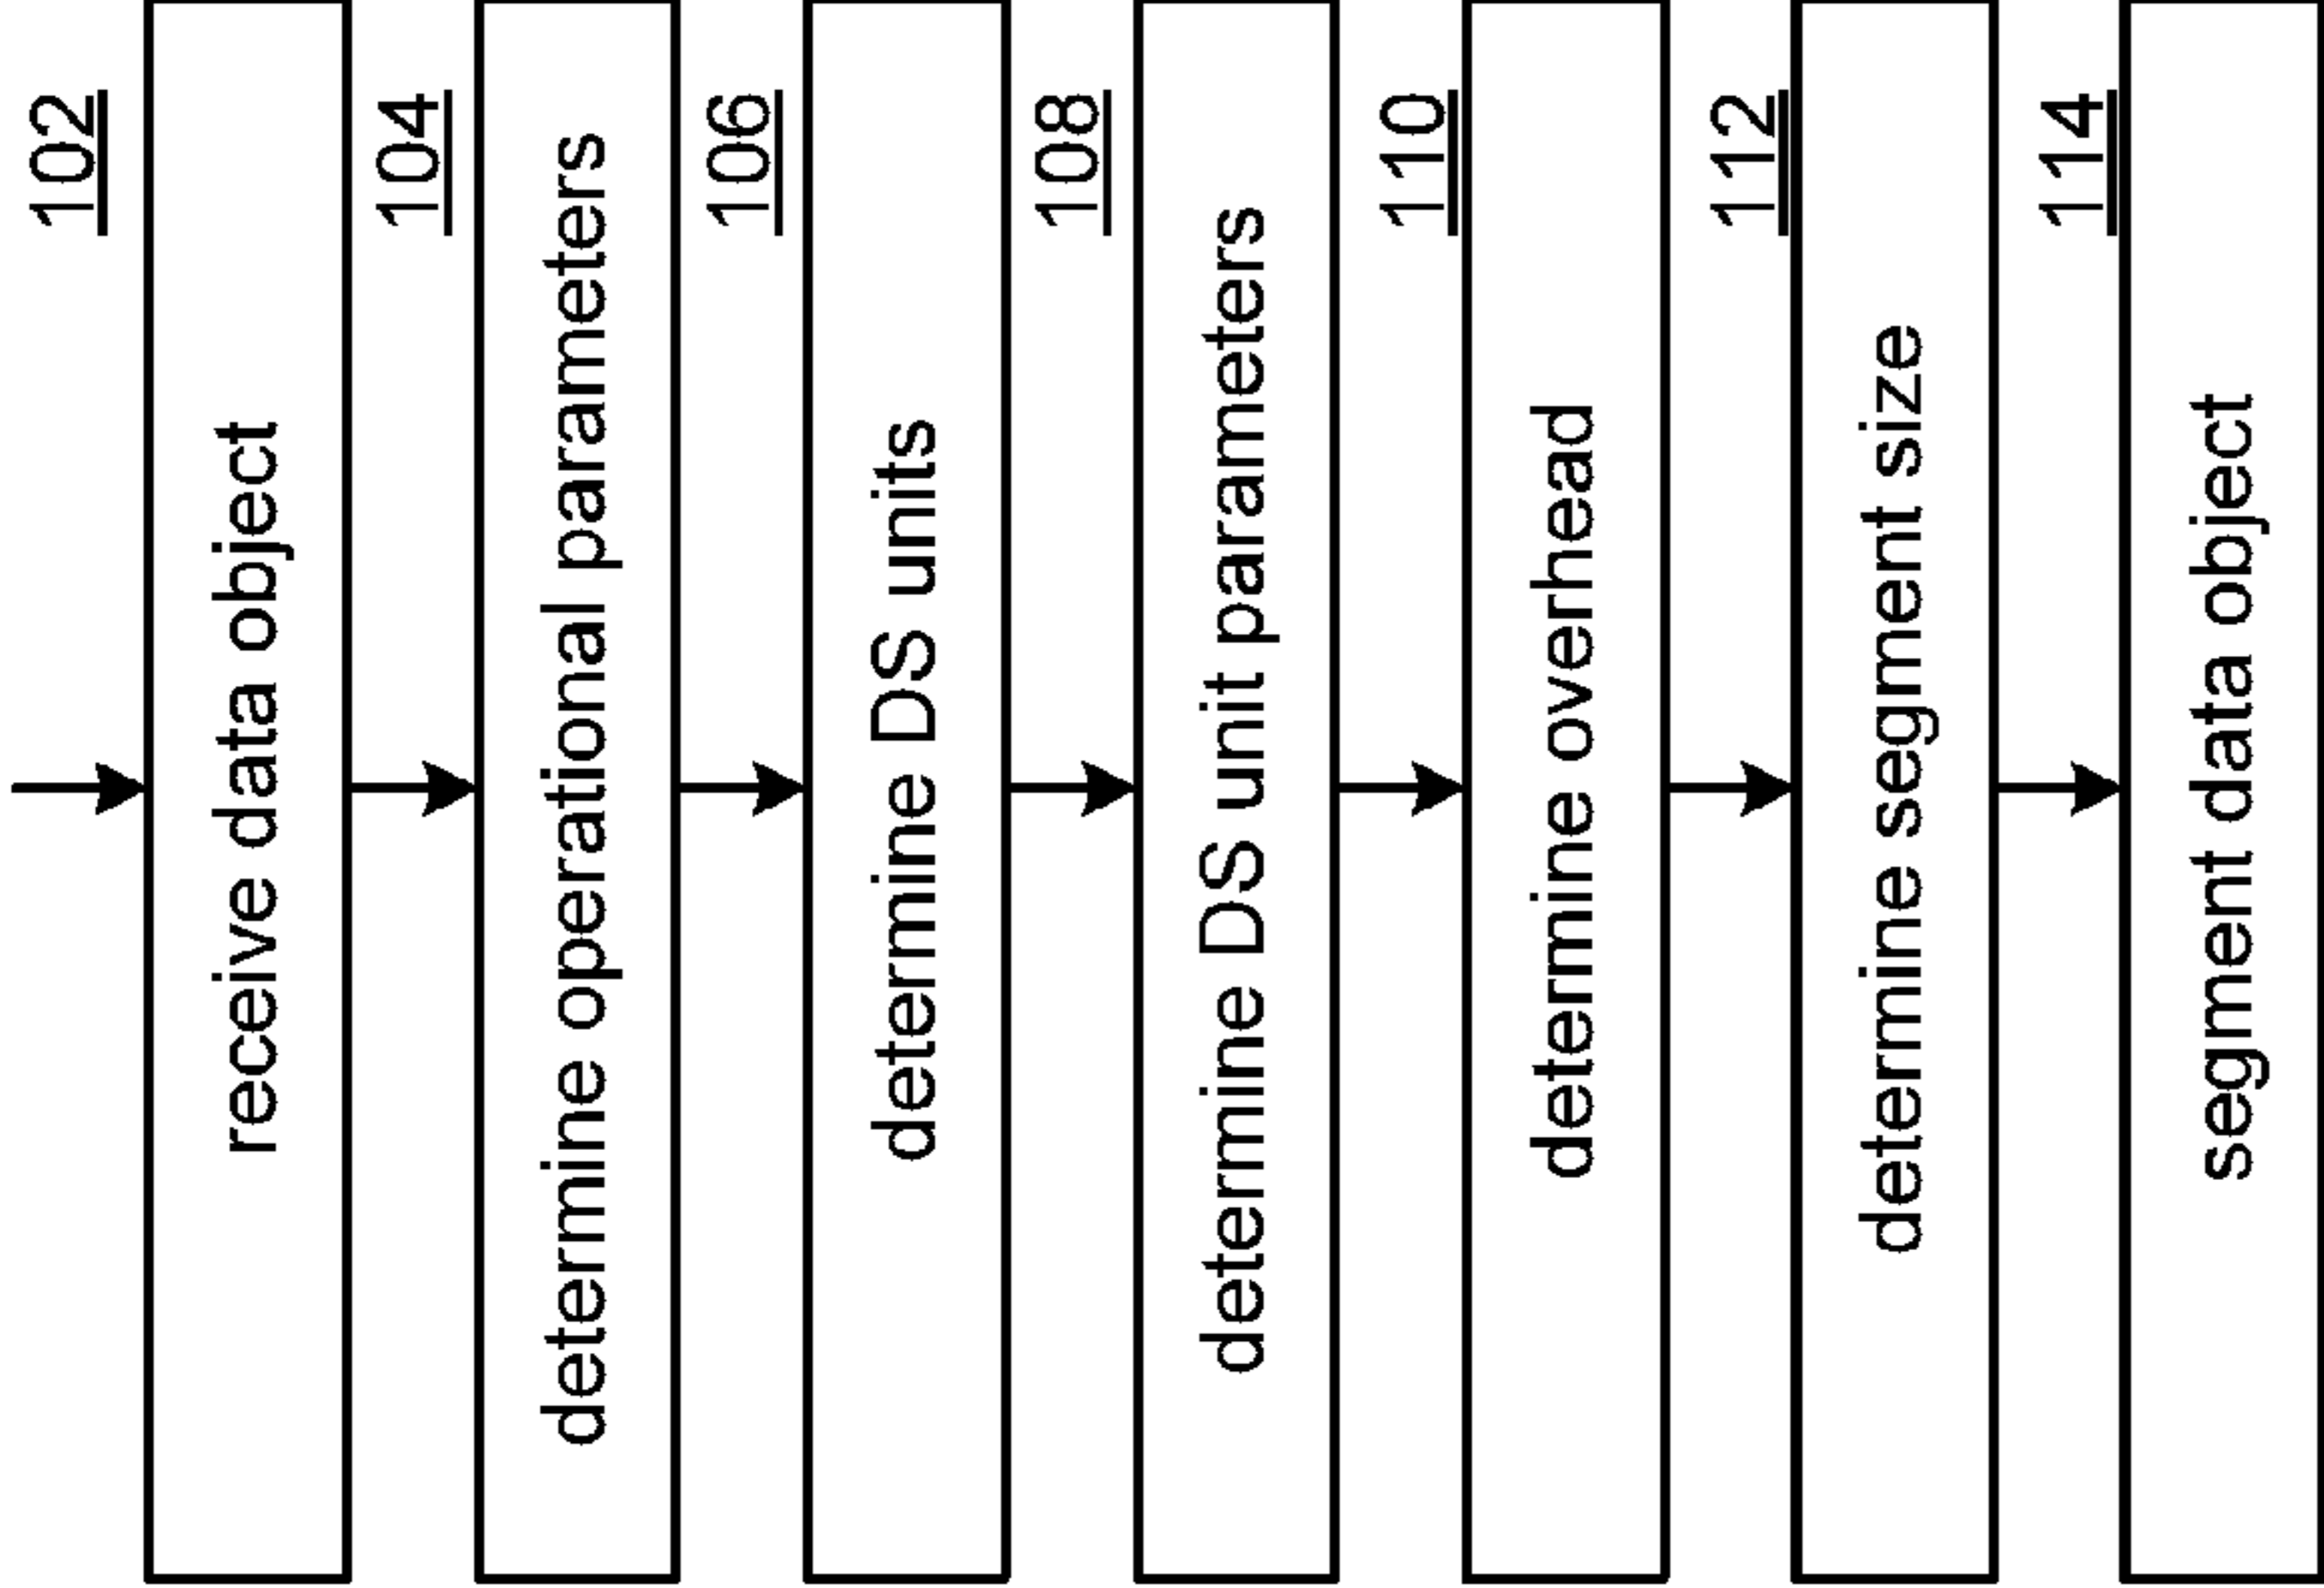 102
receive data object
104
determine operational parameters
106
determine DS units
108
determine DS unit parameters
110
determine overhead
112
determine segment size
114
segment data object